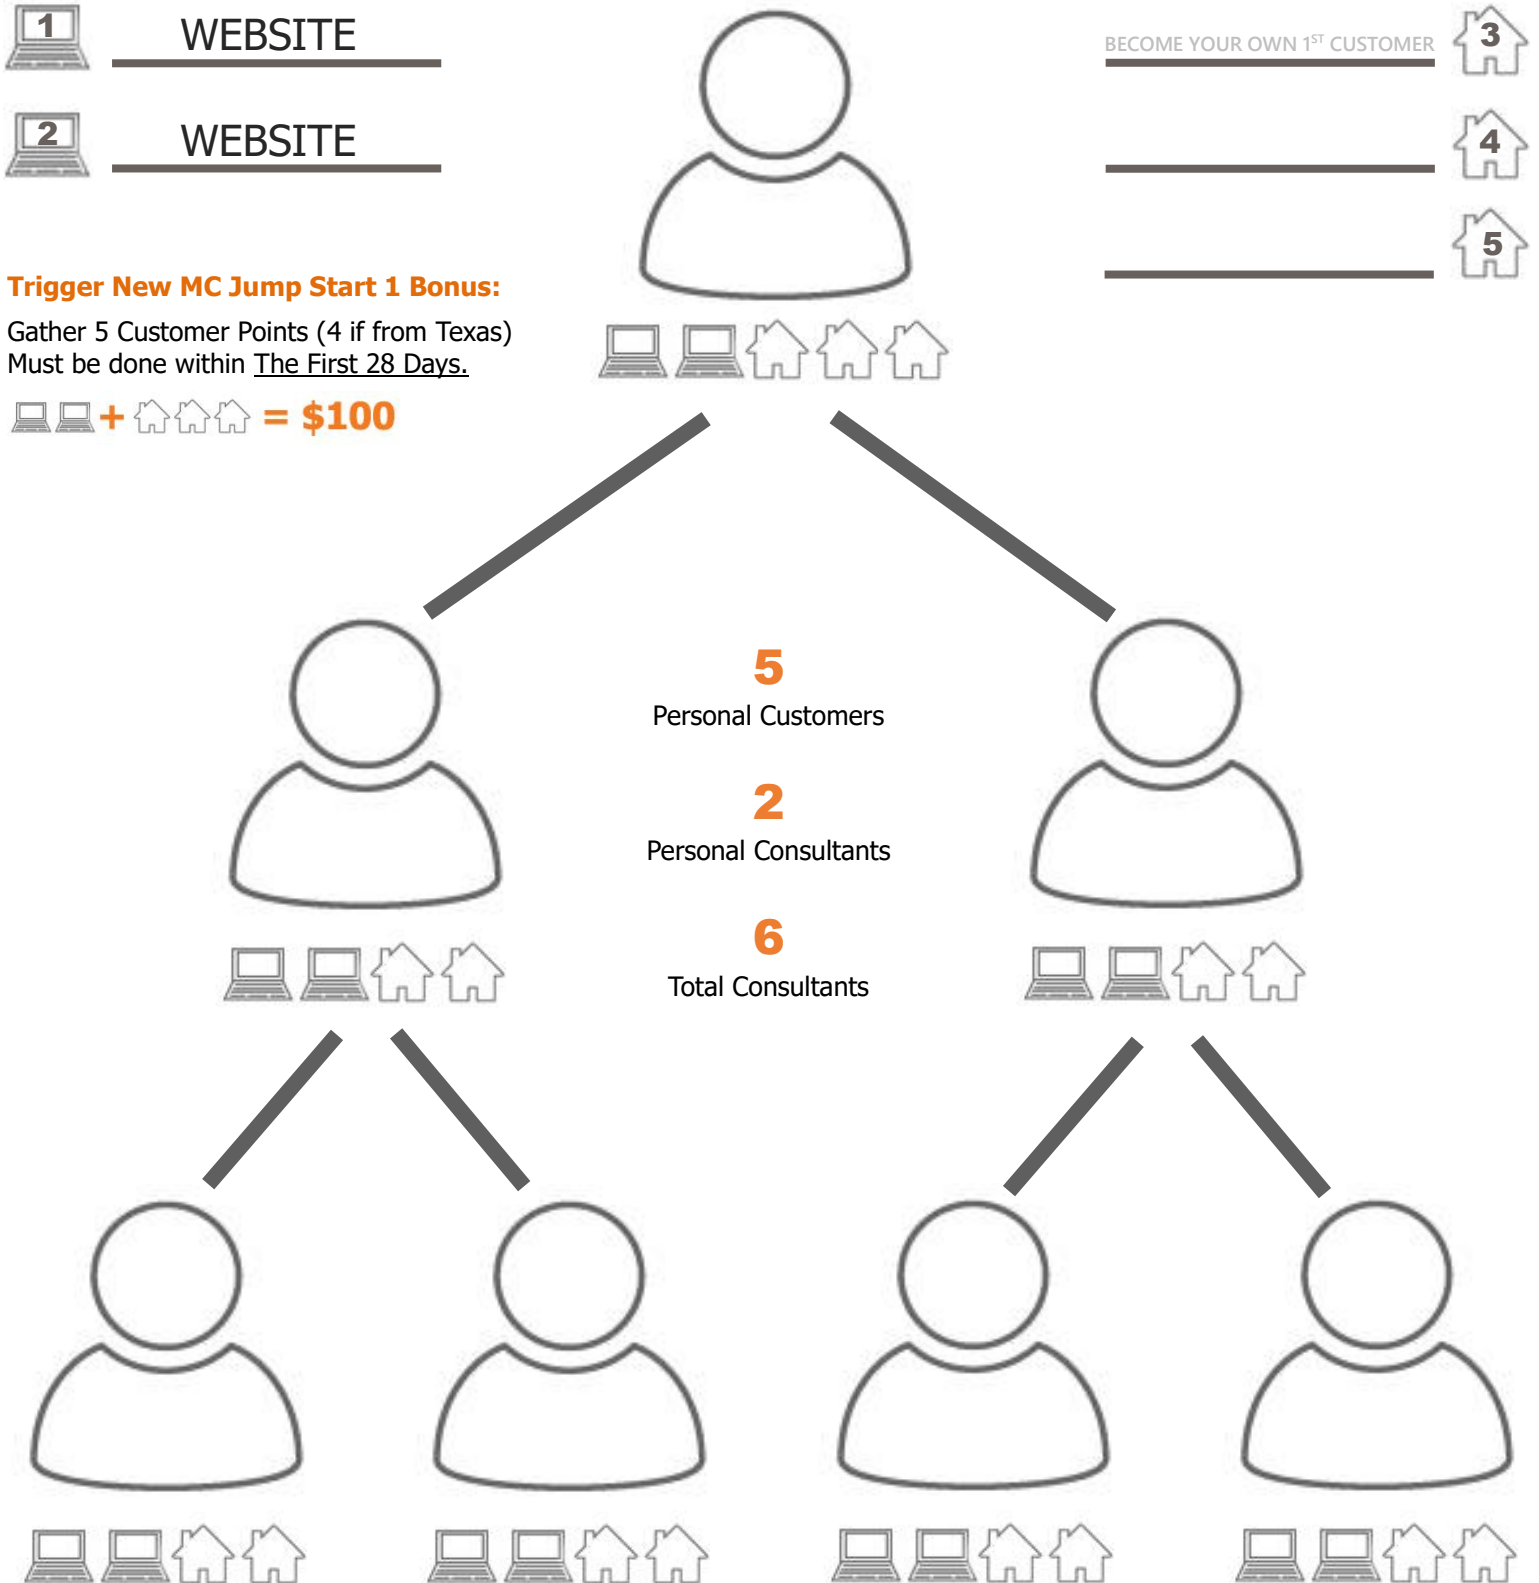 1 WEBSITE
BECOME YOUR OWN 1ST CUSTOMER 3
2 WEBSITE
4
5
Trigger New MC Jump Start 1 Bonus:
Gather 5 Customer Points (4 if from Texas)
Must be done within The First 28 Days.
+ = $100
5
Personal Customers
2
Personal Consultants
6
Total Consultants